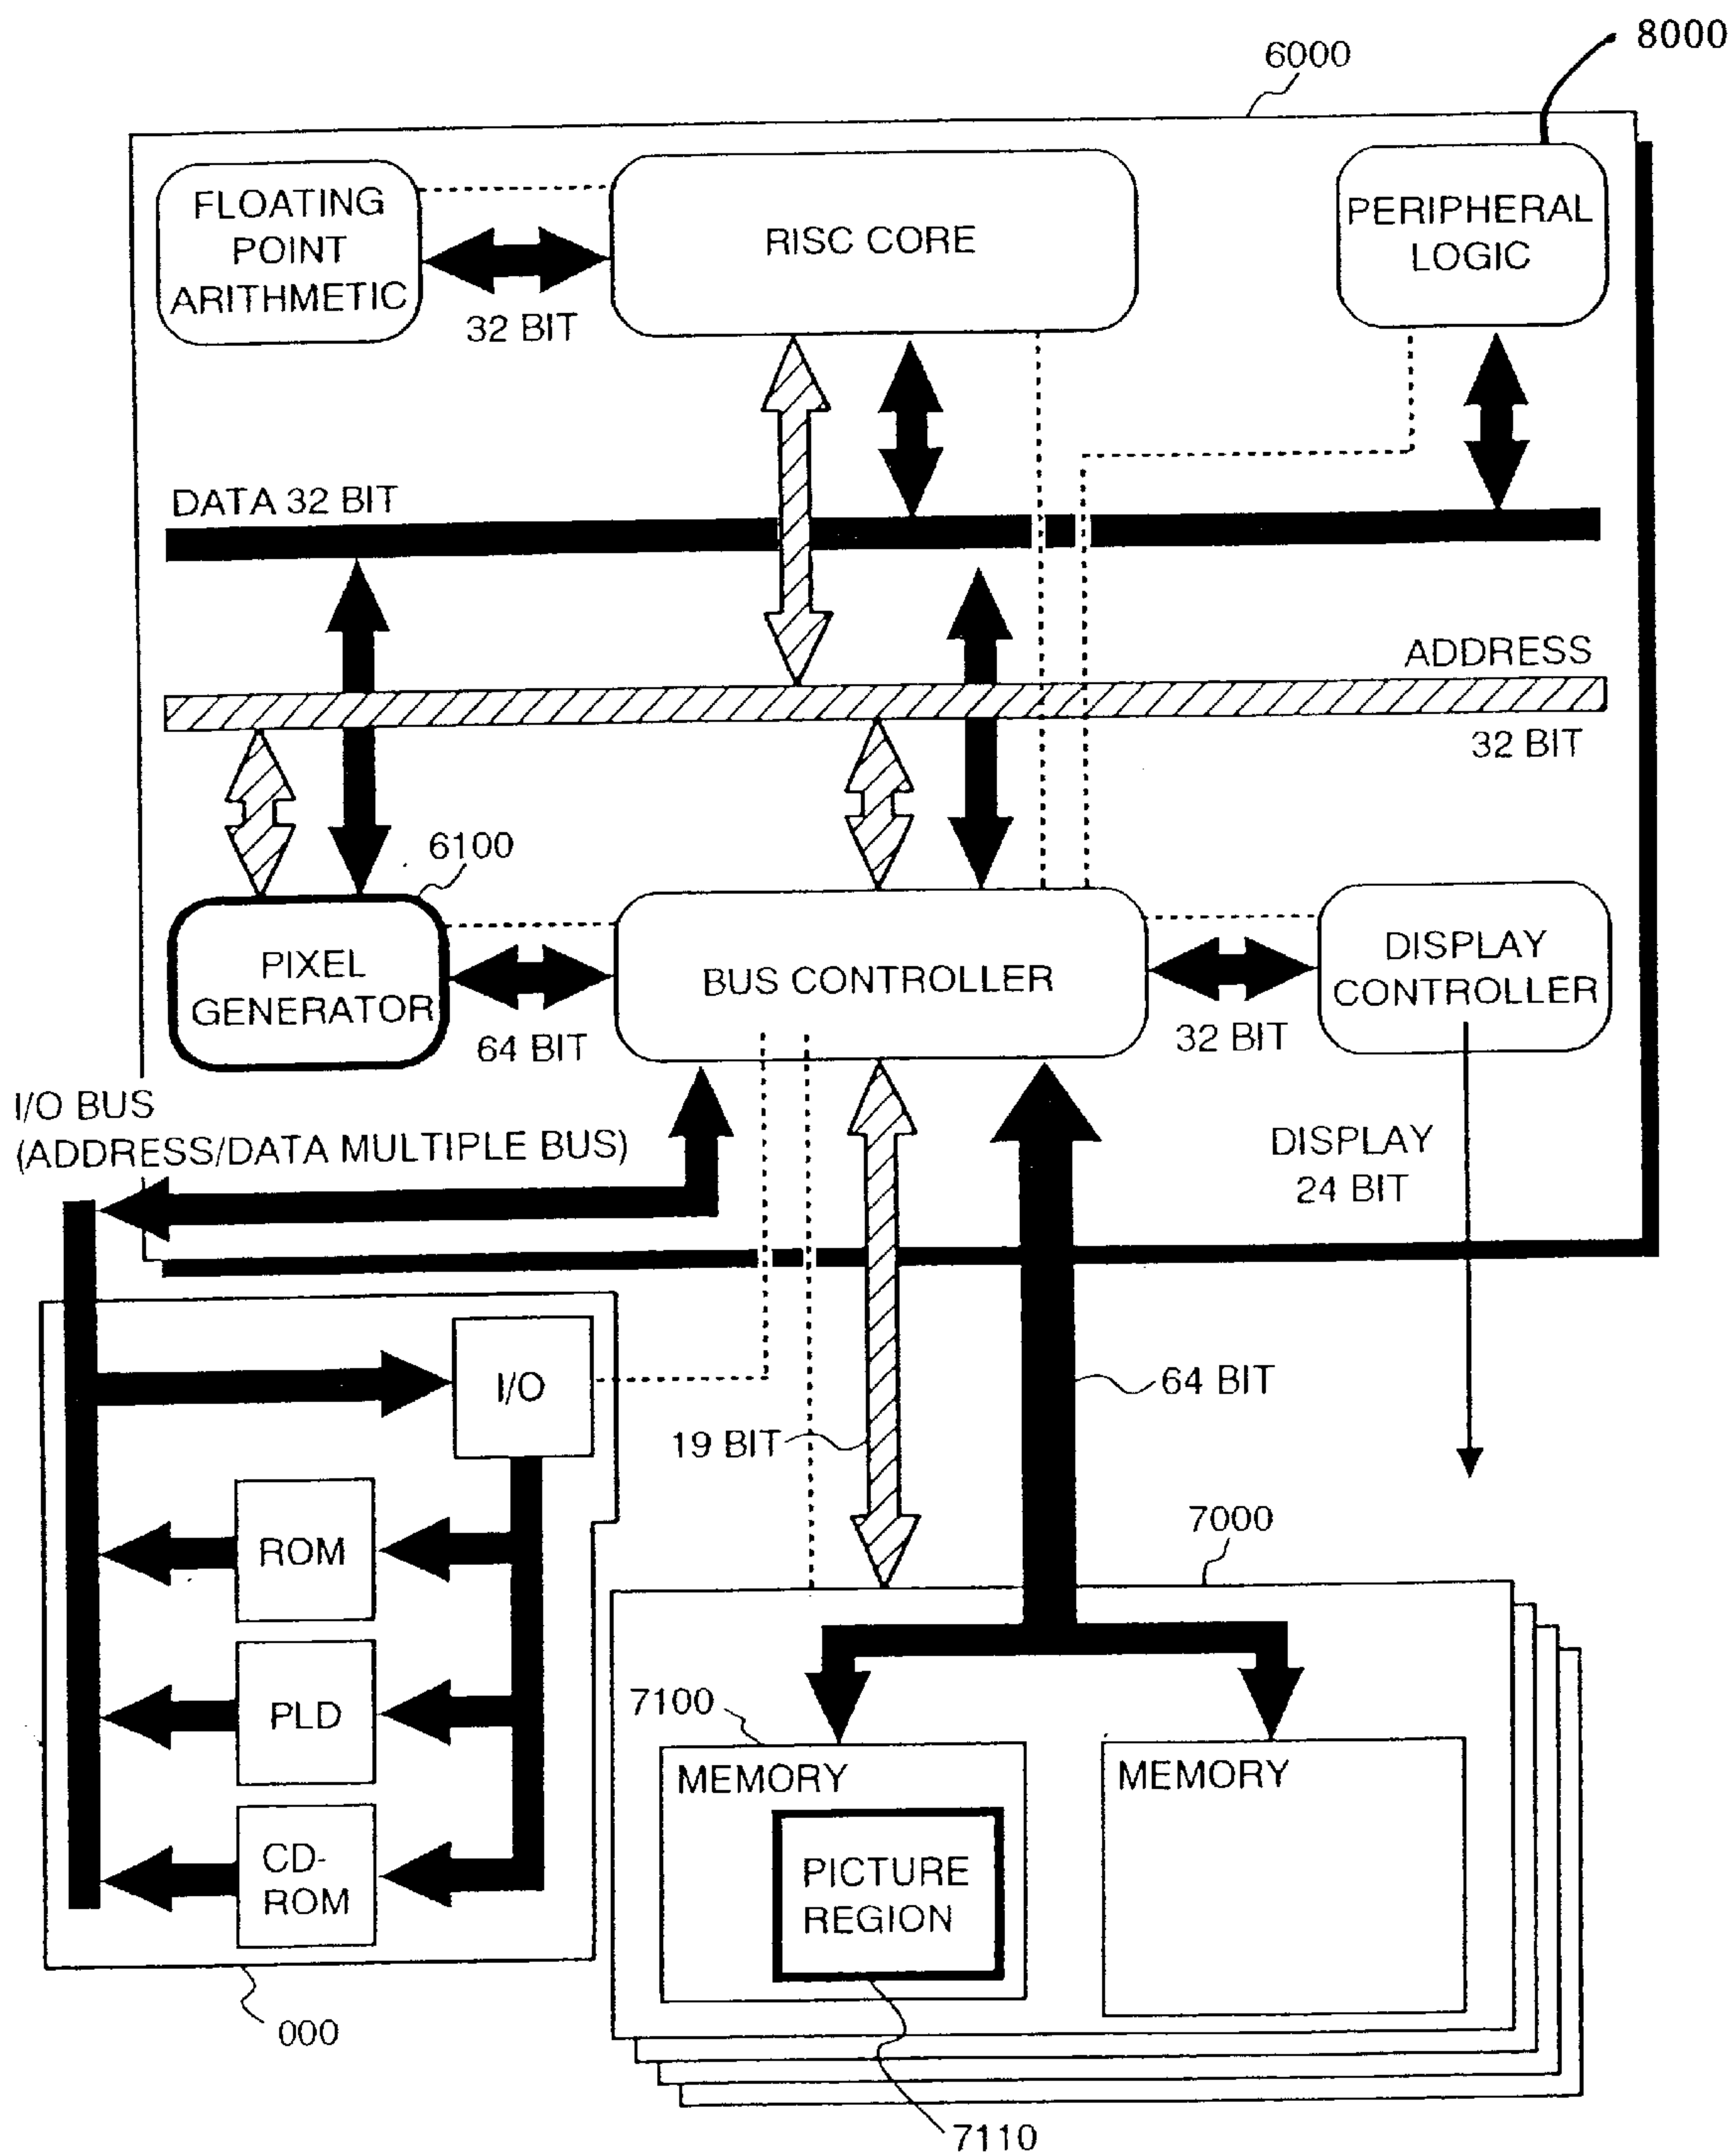 8000
6000
FLOATING
POINT
ARITHMETIC
RISC CORE
PERIPHERAL
LOGIC
32 BIT
DATA 32 BIT
ADDRESS
32 BIT
6100
PIXEL
GENERATOR
BUS CONTROLLER
DISPLAY
CONTROLLER
64 BIT
32 BIT
I/O BUS
(ADDRESS/DATA MULTIPLE BUS)
DISPLAY
24 BIT
I/O
64 BIT
19 BIT
7000
ROM
PLD
CD-
ROM
7100
MEMORY
MEMORY
PICTURE
REGION
000
7110